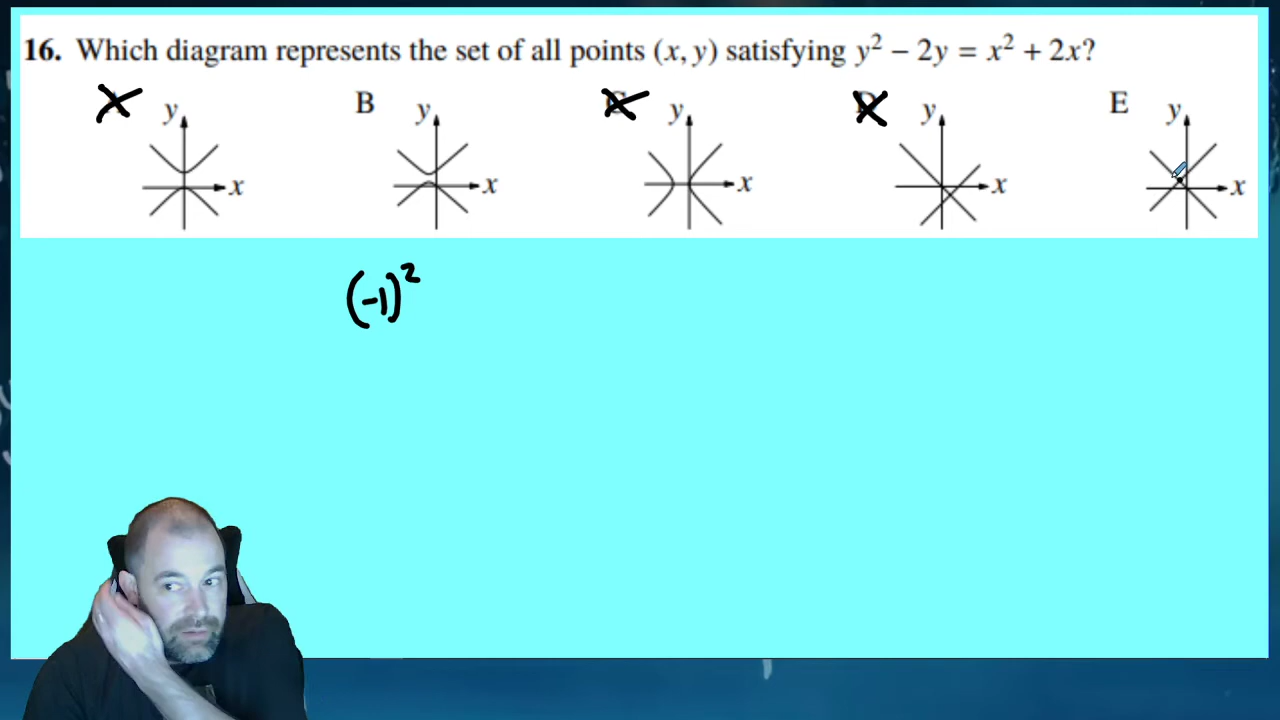 16. Which diagram represents the set of all points (x, y) satisfying y² − 2y = x² + 2x?
B E
y y y y y
x x x x x
(-1)²